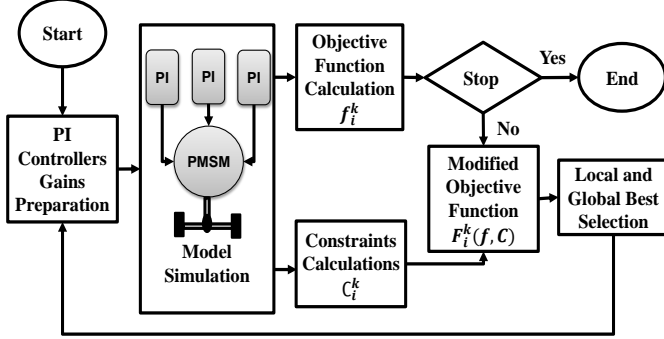 Start
PI
Controllers
Gains
Preparation
PI
PI
PI
PMSM
Model
Simulation
Objective
Function
Calculation
f_i^k
Constraints
Calculations
C_i^k
Stop
Yes
End
No
Modified
Objective
Function
F_i^k(f, C)
Local and
Global Best
Selection